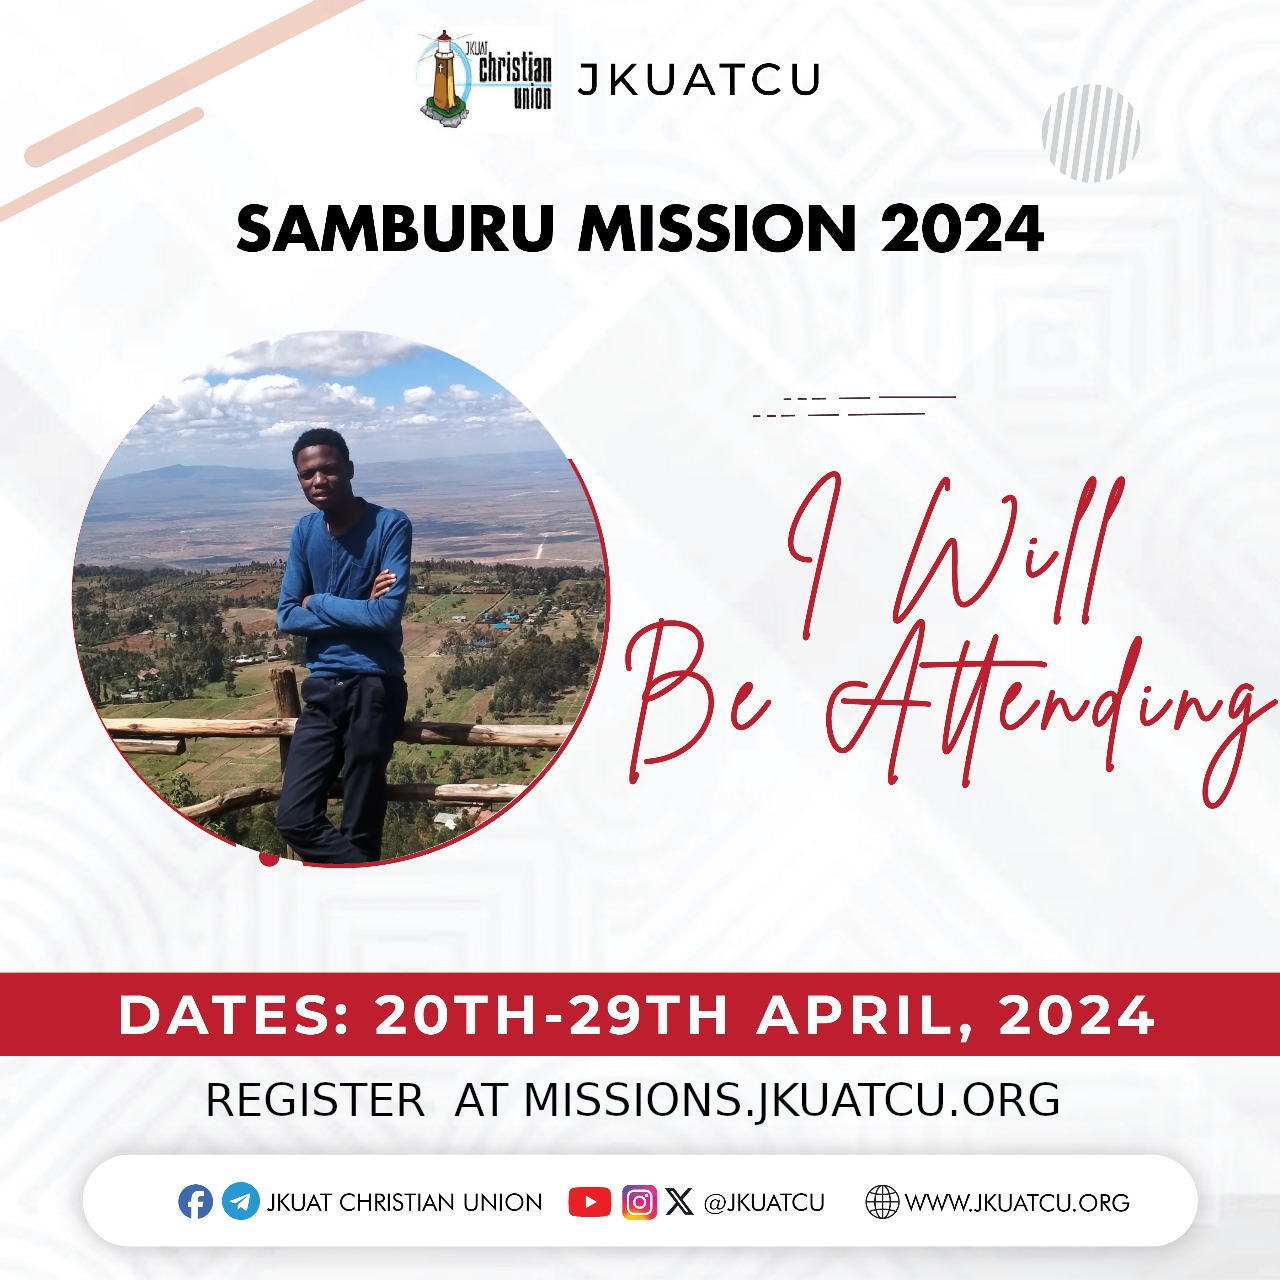 JKUAT
christian
union
JKUATCU
SAMBURU MISSION 2024
I Will
Be Attending
DATES: 20TH-29TH APRIL, 2024
REGISTER  AT MISSIONS.JKUATCU.ORG
JKUAT CHRISTIAN UNION @JKUATCU WWW.JKUATCU.ORG